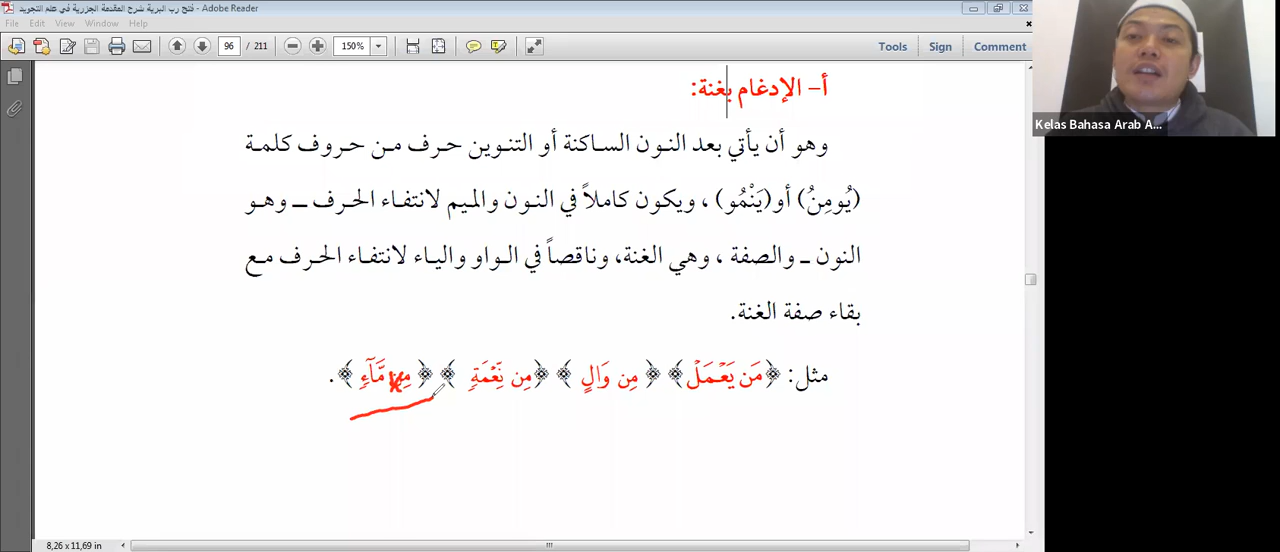 فتح رب البرية شرح المقدمة الجزرية في علم التجويد - Adobe Reader
File Edit View Window Help
96 / 211 150% Tools Sign Comment
أ- الإدغام بغنة:
وهو أن يأتي بعد النون الساكنة أو التنوين حرف من حروف كلمة
(يُومِنُ) أو(يَنْمُو) ، ويكون كاملاً في النون والميم لانتفاء الحرف ــ وهو
النون ــ والصفة ، وهي الغنة، وناقصاً في الواو والياء لانتفاء الحرف مع
بقاء صفة الغنة.
مثل: ﴿مَن يَعۡمَلۡ﴾ ﴿مِن وَالٍ﴾ ﴿مِن نِّعۡمَةٖ﴾ ﴿مِن مَّآءٖ﴾.
8,26 x 11,69 in
Kelas Bahasa Arab A...